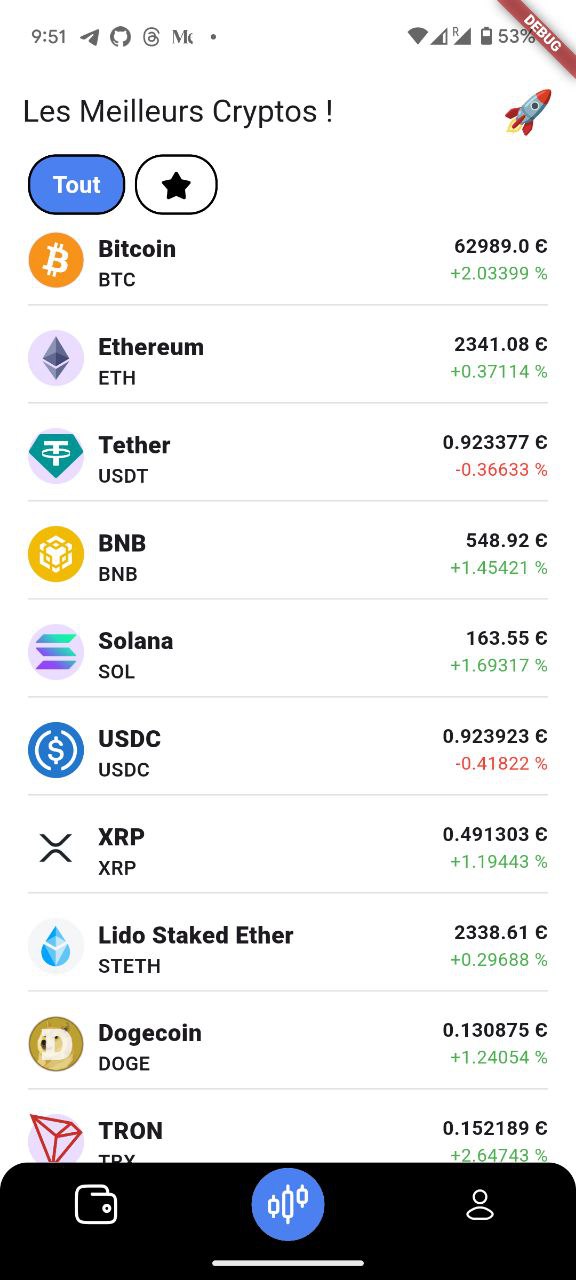 9:51 53%
DEBUG
Les Meilleurs Cryptos !
Tout
Bitcoin 62989.0 Є
BTC +2.03399 %
Ethereum 2341.08 Є
ETH +0.37114 %
Tether 0.923377 Є
USDT -0.36633 %
BNB 548.92 Є
BNB +1.45421 %
Solana 163.55 Є
SOL +1.69317 %
USDC 0.923923 Є
USDC -0.41822 %
XRP 0.491303 Є
XRP +1.19443 %
Lido Staked Ether 2338.61 Є
STETH +0.29688 %
Dogecoin 0.130875 Є
DOGE +1.24054 %
TRON 0.152189 Є
TRX +2.64743 %